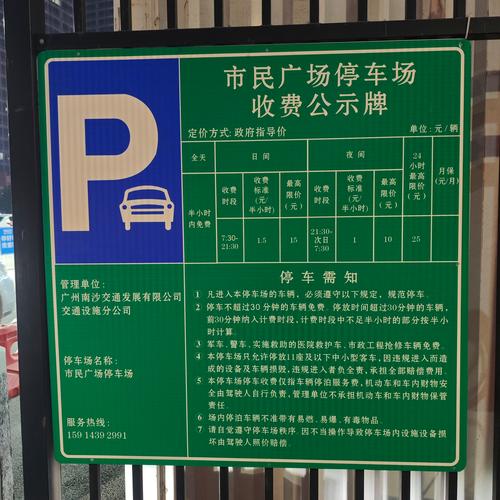 P
市民广场停车场
收费公示牌
定价方式:政府指导价
单位:元/辆
全天
日间
夜间
24
小时
最高
限价
(元)
月保
(元/月)
半小时
内免费
收费
时段
收费
标准
(元/
半小时)
最高
限价
(元)
收费
时段
收费
标准
(元/
半小时)
最高
限价
(元)
7:30-
21:30
1.5
15
21:30-
次日
7:30
1
10
25
管理单位:
广州南沙交通发展有限公司
交通设施分公司
停车场名称:
市民广场停车场
服务热线:
159 1439 2991
停车需知
1 凡进入本停车场的车辆,必须遵守以下规定,规范停车.
2 停车不超过30分钟的车辆免费.停放时间超过30分钟的车辆,
前30分钟纳入计费时段,计费时段中不足半小时的部分按半小时
计算.
3 军车、警车、实施救助的医院救护车、市政工程抢修车辆免费.
4 本停车场只允许停放11座及以下中小型客车,因违规进入而造
成的设备及车辆损毁,违规进入者负全责,承担全部赔偿费用.
5 本停车场停车收费仅指车辆停泊服务费,机动车和车内财物安
全由驾驶人自行负责,管理单位不承担机动车和车内财物保管
责任.
6 场内停泊车辆不准带有易燃、易爆、有毒物品.
7 请自觉遵守停车场秩序.因不当操作导致停车场内设施设备损
坏由驾驶人照价赔偿.